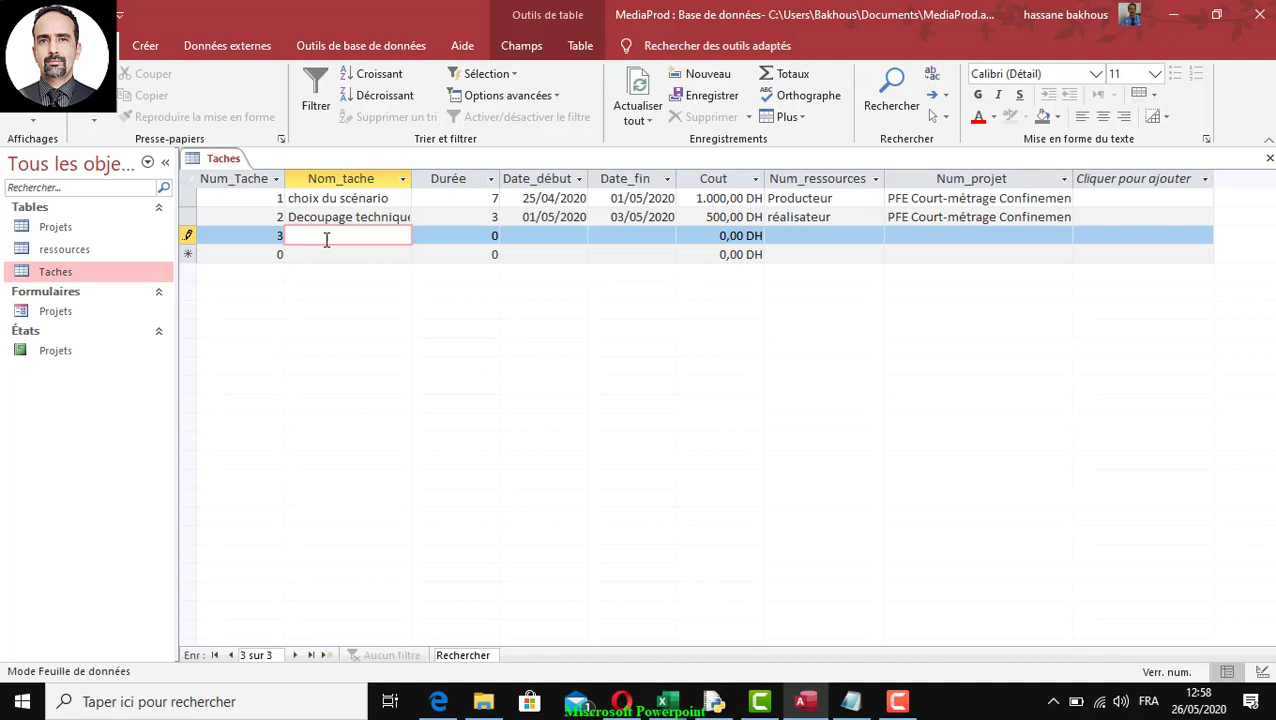 Outils de table
MediaProd : Base de données- C:\Users\Bakhous\Documents\MediaProd.a...
hassane bakhous
Créer
Données externes
Outils de base de données
Aide
Champs
Table
Rechercher des outils adaptés
Couper
Copier
Reproduire la mise en forme
Affichages
Presse-papiers
Filtrer
Croissant
Décroissant
Supprimer un tri
Sélection
Options avancées
Activer/désactiver le filtre
Trier et filtrer
Actualiser
tout
Nouveau
Enregistrer
Supprimer
Totaux
Orthographe
Plus
Enregistrements
Rechercher
Rechercher
Calibri (Détail)
11
G I S
Mise en forme du texte
Tous les obje...
Rechercher...
Tables
Projets
ressources
Taches
Formulaires
Projets
États
Projets
Taches
Num_Tache Nom_tache Durée Date_début Date_fin Cout Num_ressources Num_projet Cliquer pour ajouter
1 choix du scénario 7 25/04/2020 01/05/2020 1.000,00 DH Producteur PFE Court-métrage Confinemen
2 Decoupage technique 3 01/05/2020 03/05/2020 500,00 DH réalisateur PFE Court-métrage Confinemen
3 0 0,00 DH
0 0 0,00 DH
Enr : 3 sur 3 Aucun filtre Rechercher
Mode Feuille de données
Verr. num.
Taper ici pour rechercher
1
Miscrosoft Powerpoint
FRA
12:58
26/05/2020